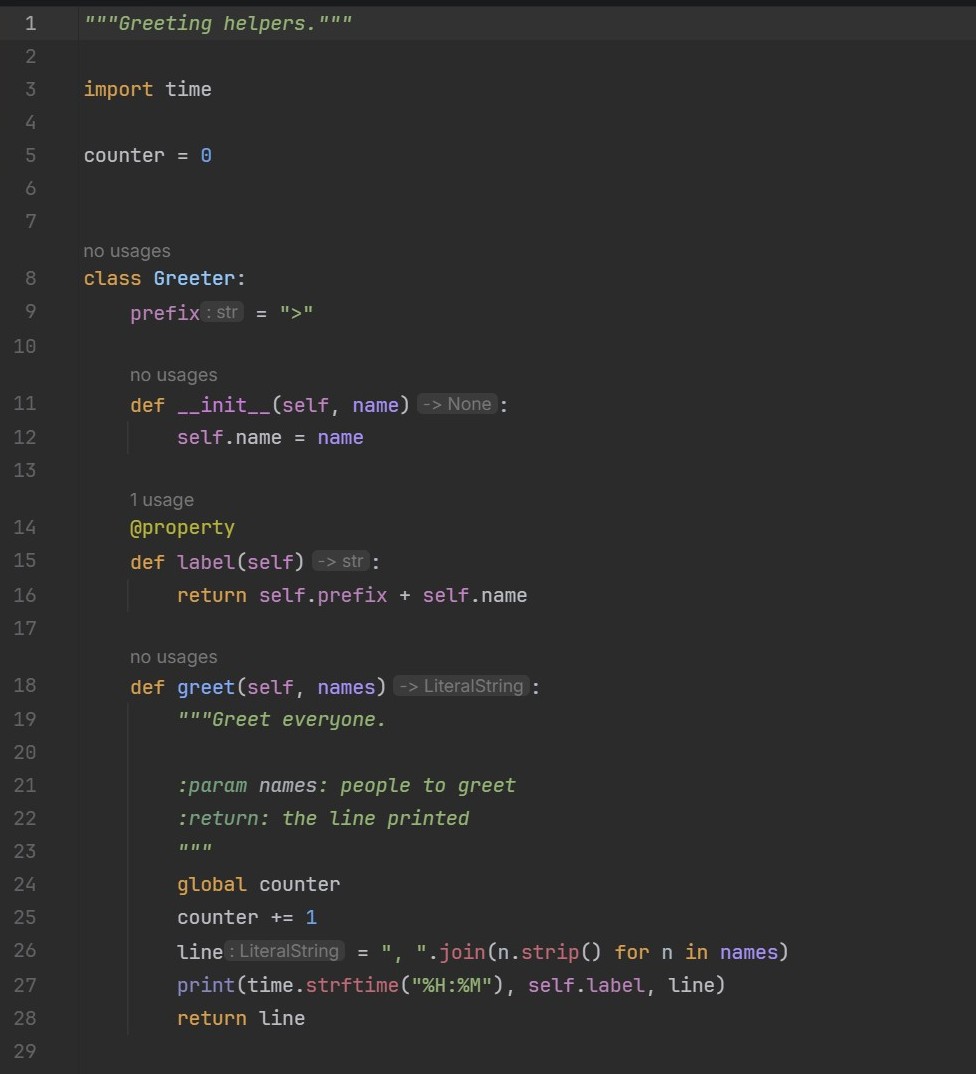 1 """Greeting helpers."""
2
3 import time
4
5 counter = 0
6
7
no usages
8 class Greeter:
9     prefix : str = ">"
10
no usages
11     def __init__(self, name) -> None :
12         self.name = name
13
1 usage
14     @property
15     def label(self) -> str :
16         return self.prefix + self.name
17
no usages
18     def greet(self, names) -> LiteralString :
19         """Greet everyone.
20
21         :param names: people to greet
22         :return: the line printed
23         """
24         global counter
25         counter += 1
26         line : LiteralString = ", ".join(n.strip() for n in names)
27         print(time.strftime("%H:%M"), self.label, line)
28         return line
29